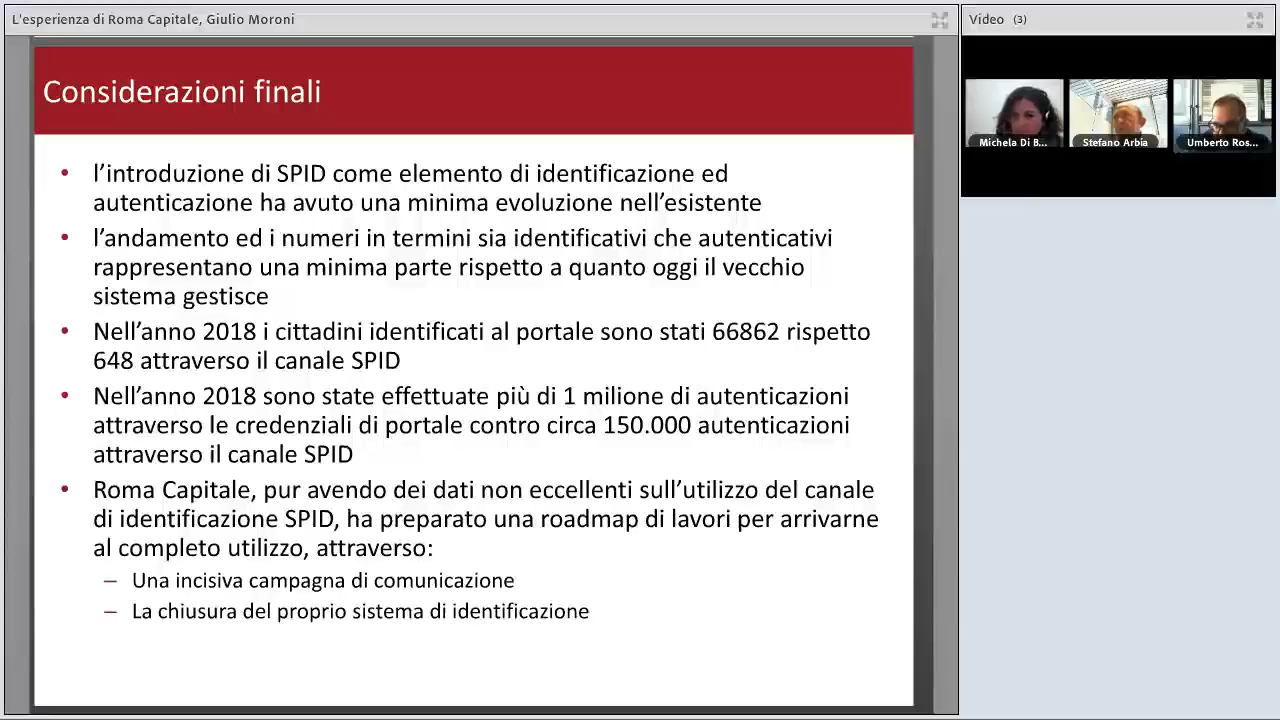 L'esperienza di Roma Capitale, Giulio Moroni
Video (3)
Michela Di B...
Stefano Arbia
Umberto Ros...
Considerazioni finali
• l’introduzione di SPID come elemento di identificazione ed
autenticazione ha avuto una minima evoluzione nell’esistente
• l’andamento ed i numeri in termini sia identificativi che autenticativi
rappresentano una minima parte rispetto a quanto oggi il vecchio
sistema gestisce
• Nell’anno 2018 i cittadini identificati al portale sono stati 66862 rispetto
648 attraverso il canale SPID
• Nell’anno 2018 sono state effettuate più di 1 milione di autenticazioni
attraverso le credenziali di portale contro circa 150.000 autenticazioni
attraverso il canale SPID
• Roma Capitale, pur avendo dei dati non eccellenti sull’utilizzo del canale
di identificazione SPID, ha preparato una roadmap di lavori per arrivarne
al completo utilizzo, attraverso:
– Una incisiva campagna di comunicazione
– La chiusura del proprio sistema di identificazione